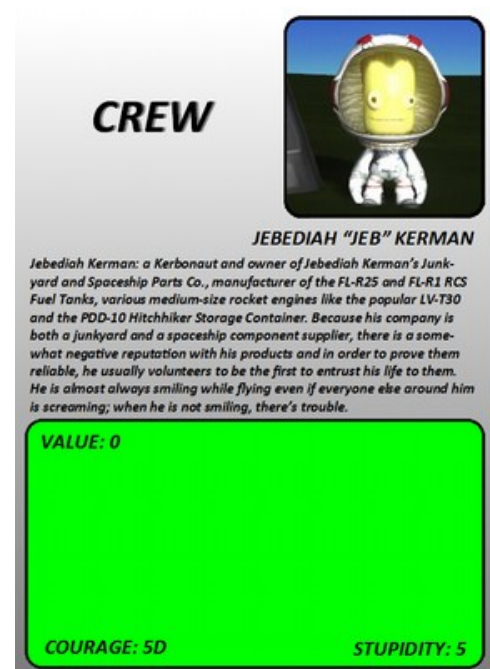 CREW
JEBEDIAH “JEB” KERMAN
Jebediah Kerman: a Kerbonaut and owner of Jebediah Kerman’s Junk-
yard and Spaceship Parts Co., manufacturer of the FL-R25 and FL-R1 RCS
Fuel Tanks, various medium-size rocket engines like the popular LV-T30
and the PDD-10 Hitchhiker Storage Container. Because his company is
both a junkyard and a spaceship component supplier, there is a some-
what negative reputation with his products and in order to prove them
reliable, he usually volunteers to be the first to entrust his life to them.
He is almost always smiling while flying even if everyone else around him
is screaming; when he is not smiling, there’s trouble.
VALUE: 0
COURAGE: 5D
STUPIDITY: 5